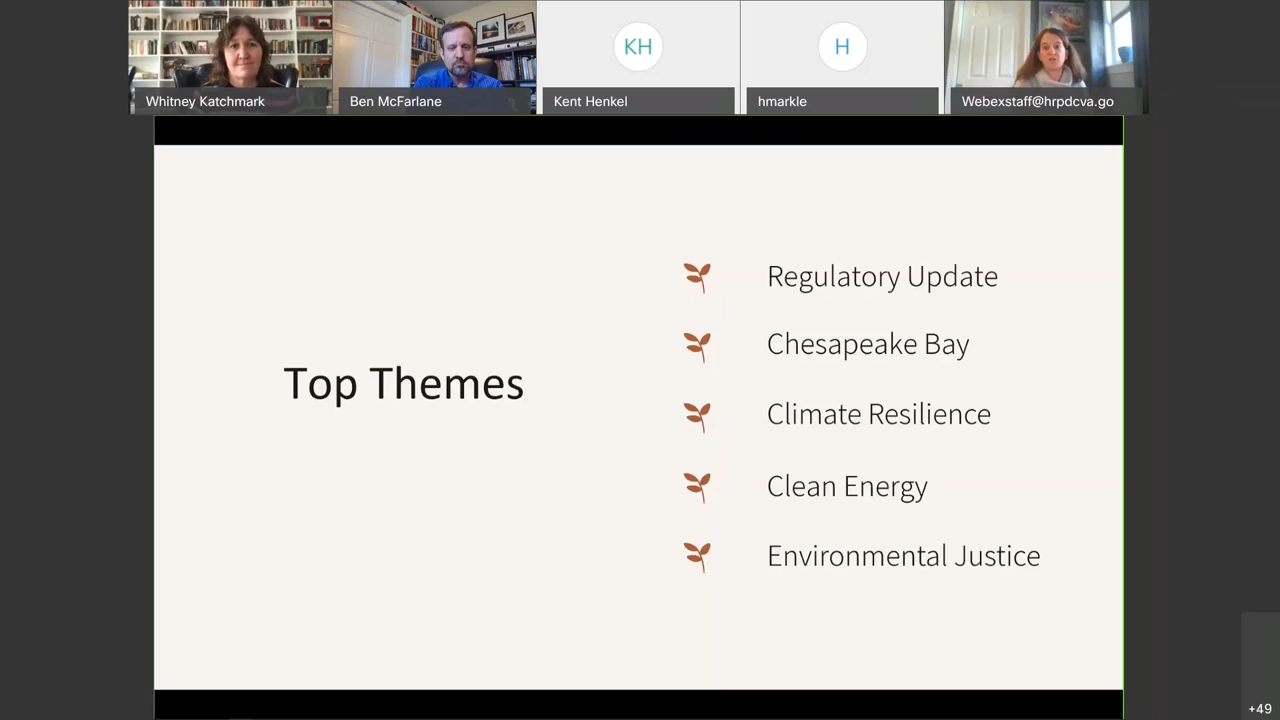 KH
H
Whitney Katchmark
Ben McFarlane
Kent Henkel
hmarkle
Webexstaff@hrpdcva.go
Top Themes
Regulatory Update
Chesapeake Bay
Climate Resilience
Clean Energy
Environmental Justice
+49